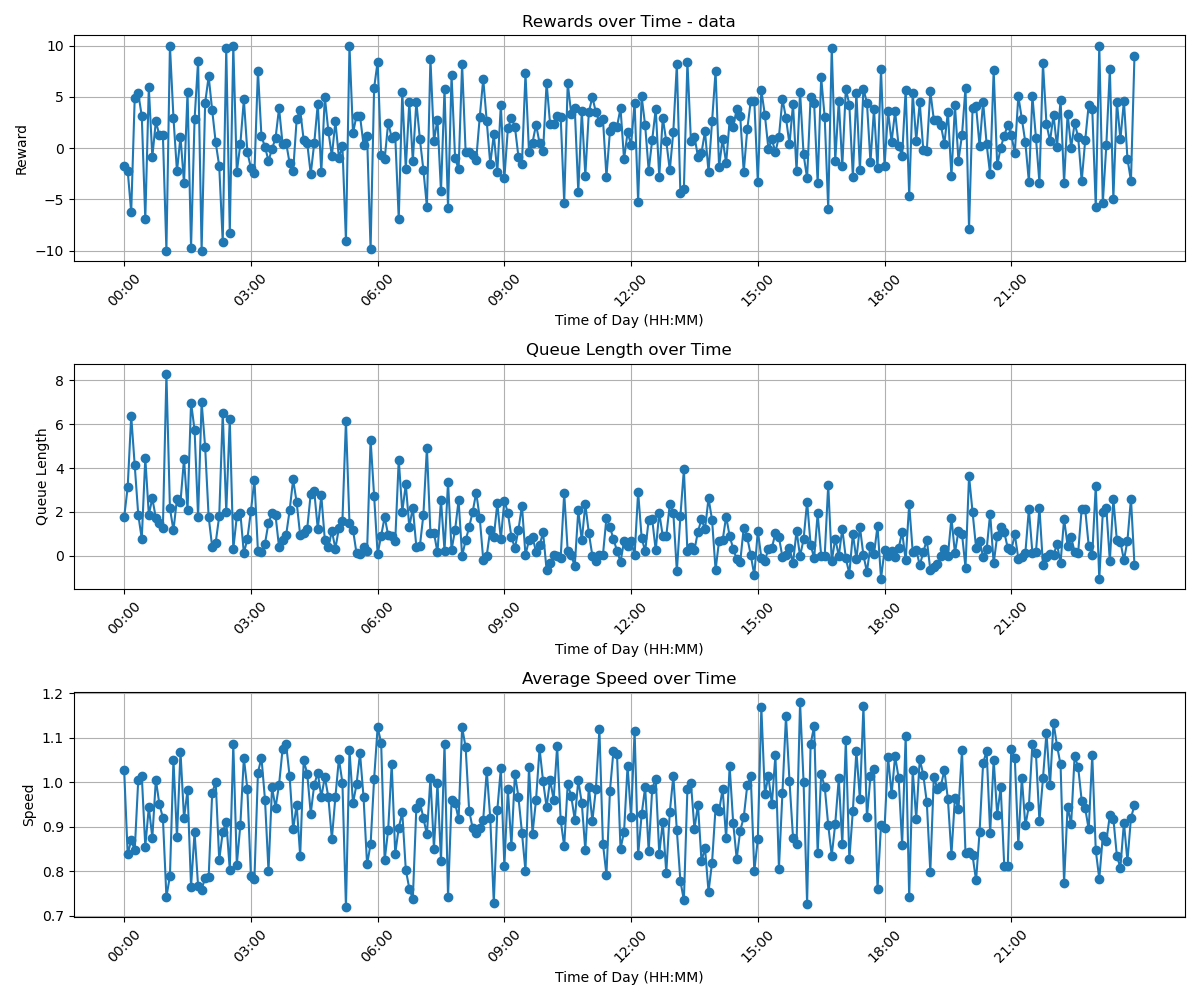 Rewards over Time - data
Reward
10
5
0
−5
−10
00:00 03:00 06:00 09:00 12:00 15:00 18:00 21:00
Time of Day (HH:MM)
Queue Length over Time
Queue Length
8
6
4
2
0
00:00 03:00 06:00 09:00 12:00 15:00 18:00 21:00
Time of Day (HH:MM)
Average Speed over Time
Speed
1.2
1.1
1.0
0.9
0.8
0.7
00:00 03:00 06:00 09:00 12:00 15:00 18:00 21:00
Time of Day (HH:MM)